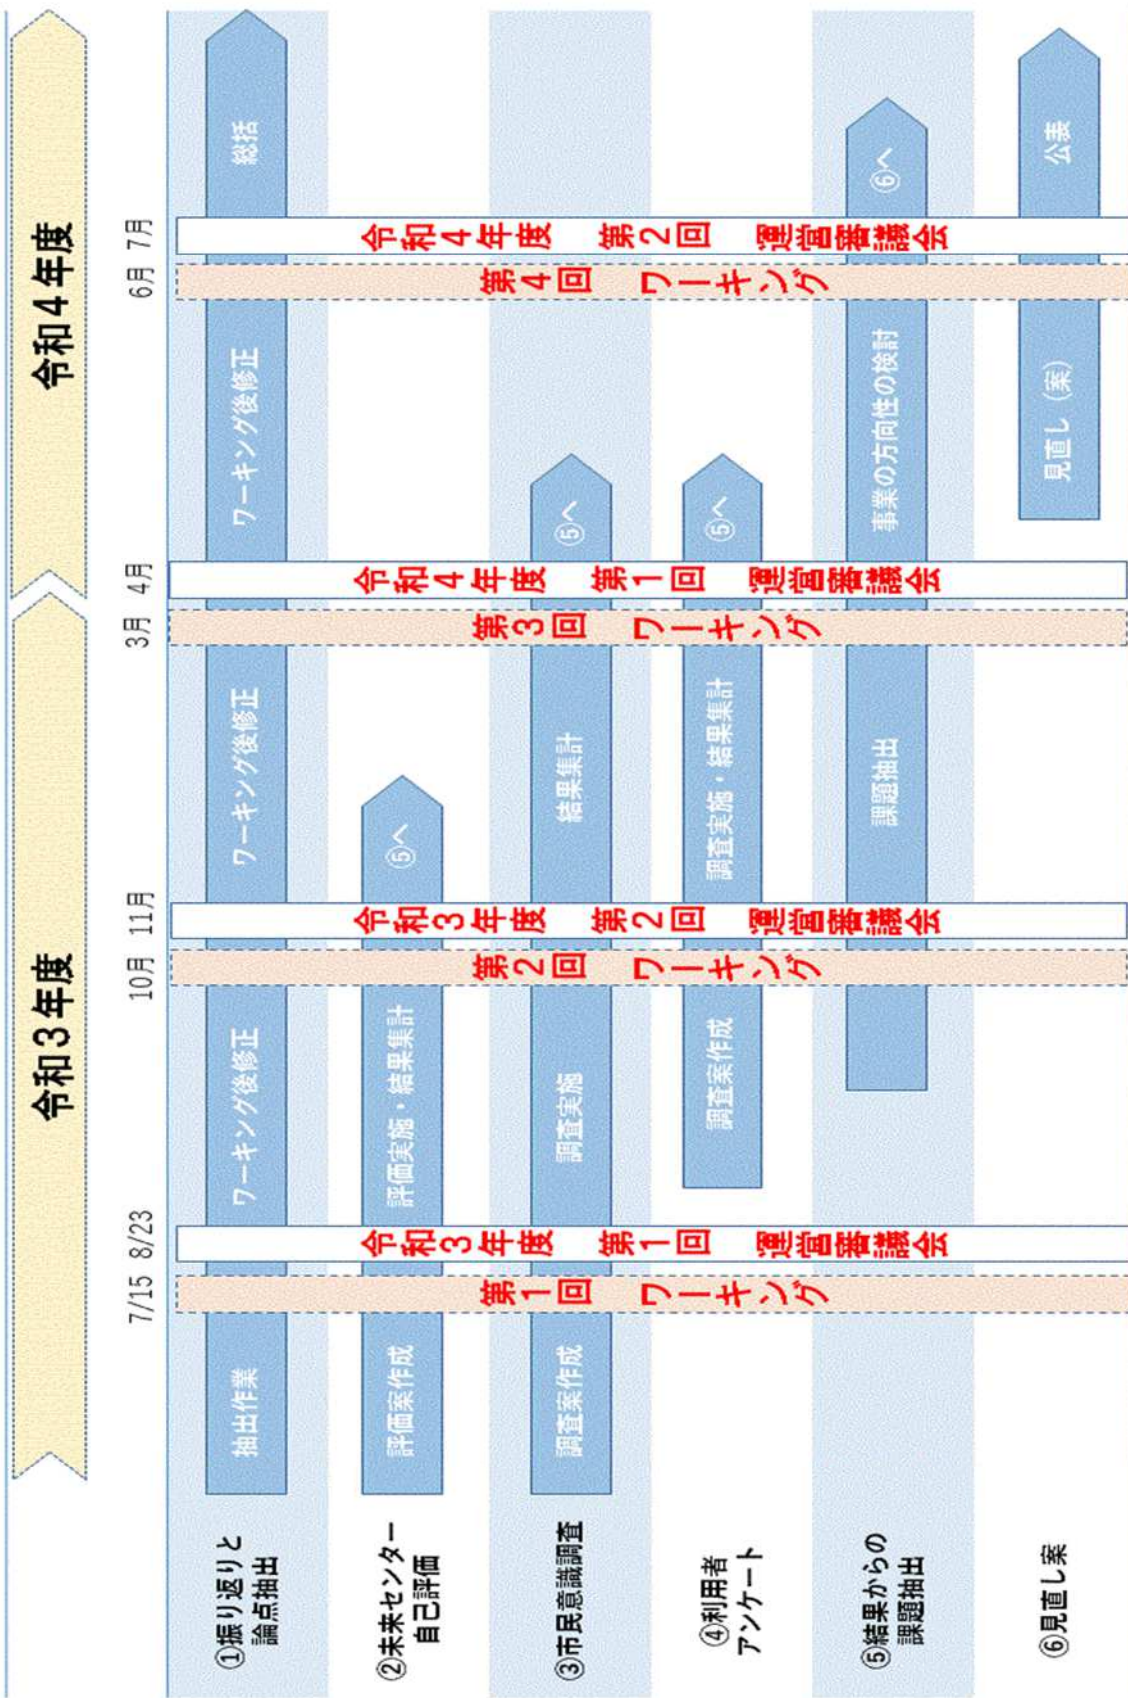 令和３年度
令和４年度
7/15
8/23
10月
11月
3月
4月
6月
7月
①振り返りと
論点抽出
抽出作業
ワーキング後修正
ワーキング後修正
ワーキング後修正
総括
②未来センター
自己評価
評価案作成
評価実施・結果集計
⑤へ
③市民意識調査
調査案作成
調査実施
結果集計
⑤へ
④利用者
アンケート
調査案作成
調査実施・結果集計
⑤へ
⑤結果からの
課題抽出
課題抽出
事業の方向性の検討
⑥へ
⑥見直し案
見直し（案）
公表
第１回　ワーキング
令和３年度　第１回　運営審議会
第２回　ワーキング
令和３年度　第２回　運営審議会
第３回　ワーキング
令和４年度　第１回　運営審議会
第４回　ワーキング
令和４年度　第２回　運営審議会